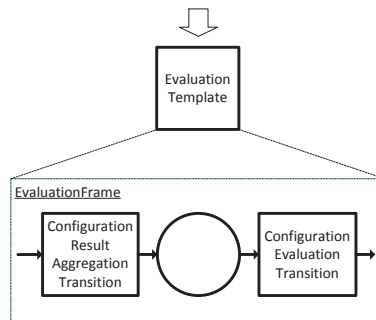 Evaluation
Template
EvaluationFrame
Configuration
Result
Aggregation
Transition
Configuration
Evaluation
Transition